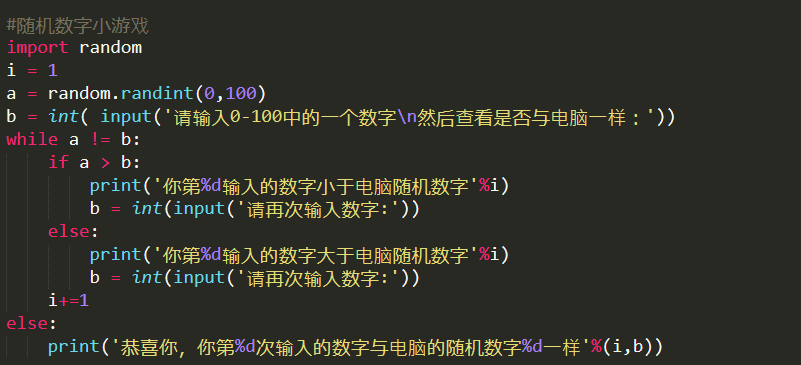 #随机数字小游戏
import random
i = 1
a = random.randint(0,100)
b = int( input('请输入0-100中的一个数字\n然后查看是否与电脑一样：'))
while a != b:
    if a > b:
        print('你第%d输入的数字小于电脑随机数字'%i)
        b = int(input('请再次输入数字:'))
    else:
        print('你第%d输入的数字大于电脑随机数字'%i)
        b = int(input('请再次输入数字:'))
    i+=1
else:
    print('恭喜你，你第%d次输入的数字与电脑的随机数字%d一样'%(i,b))